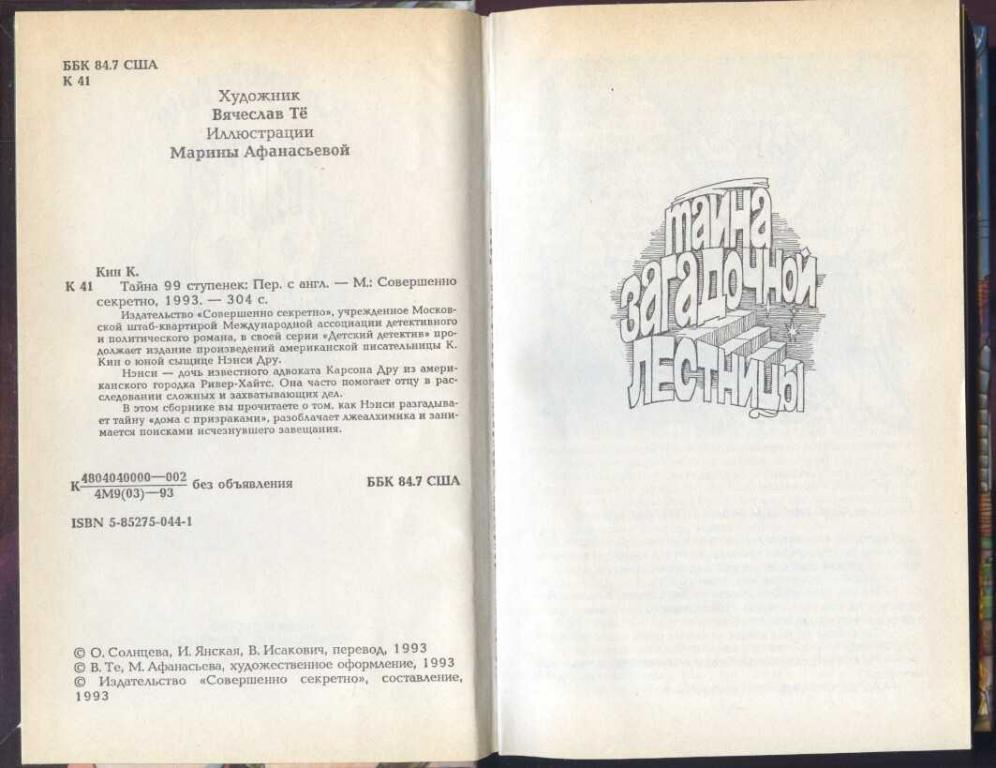 ББК 84.7 США
К 41
Художник
Вячеслав Тё
Иллюстрации
Марины Афанасьевой
Кин К.
К 41 Тайна 99 ступенек: Пер. с англ. — М.: Совершенно
секретно, 1993. — 304 с.
Издательство «Совершенно секретно», учрежденное Москов-
ской штаб-квартирой Международной ассоциации детективного
и политического романа, в своей серии «Детский детектив» про-
должает издание произведений американской писательницы К.
Кин о юной сыщице Нэнси Дру.
Нэнси — дочь известного адвоката Карсона Дру из амери-
канского городка Ривер-Хайтс. Она часто помогает отцу в рас-
следовании сложных и захватывающих дел.
В этом сборнике вы прочитаете о том, как Нэнси разгадыва-
ет тайну «дома с призраками», разоблачает лжеалхимика и зани-
мается поисками исчезнувшего завещания.
К 4804040000—002 без объявления ББК 84.7 США
4М9(03)—93
ISBN 5-85275-044-1
© О. Солнцева, И. Янская, В. Исакович, перевод, 1993
© В. Те, М. Афанасьева, художественное оформление, 1993
© Издательство «Совершенно секретно», составление,
1993
тайна
загадочной
лестницы